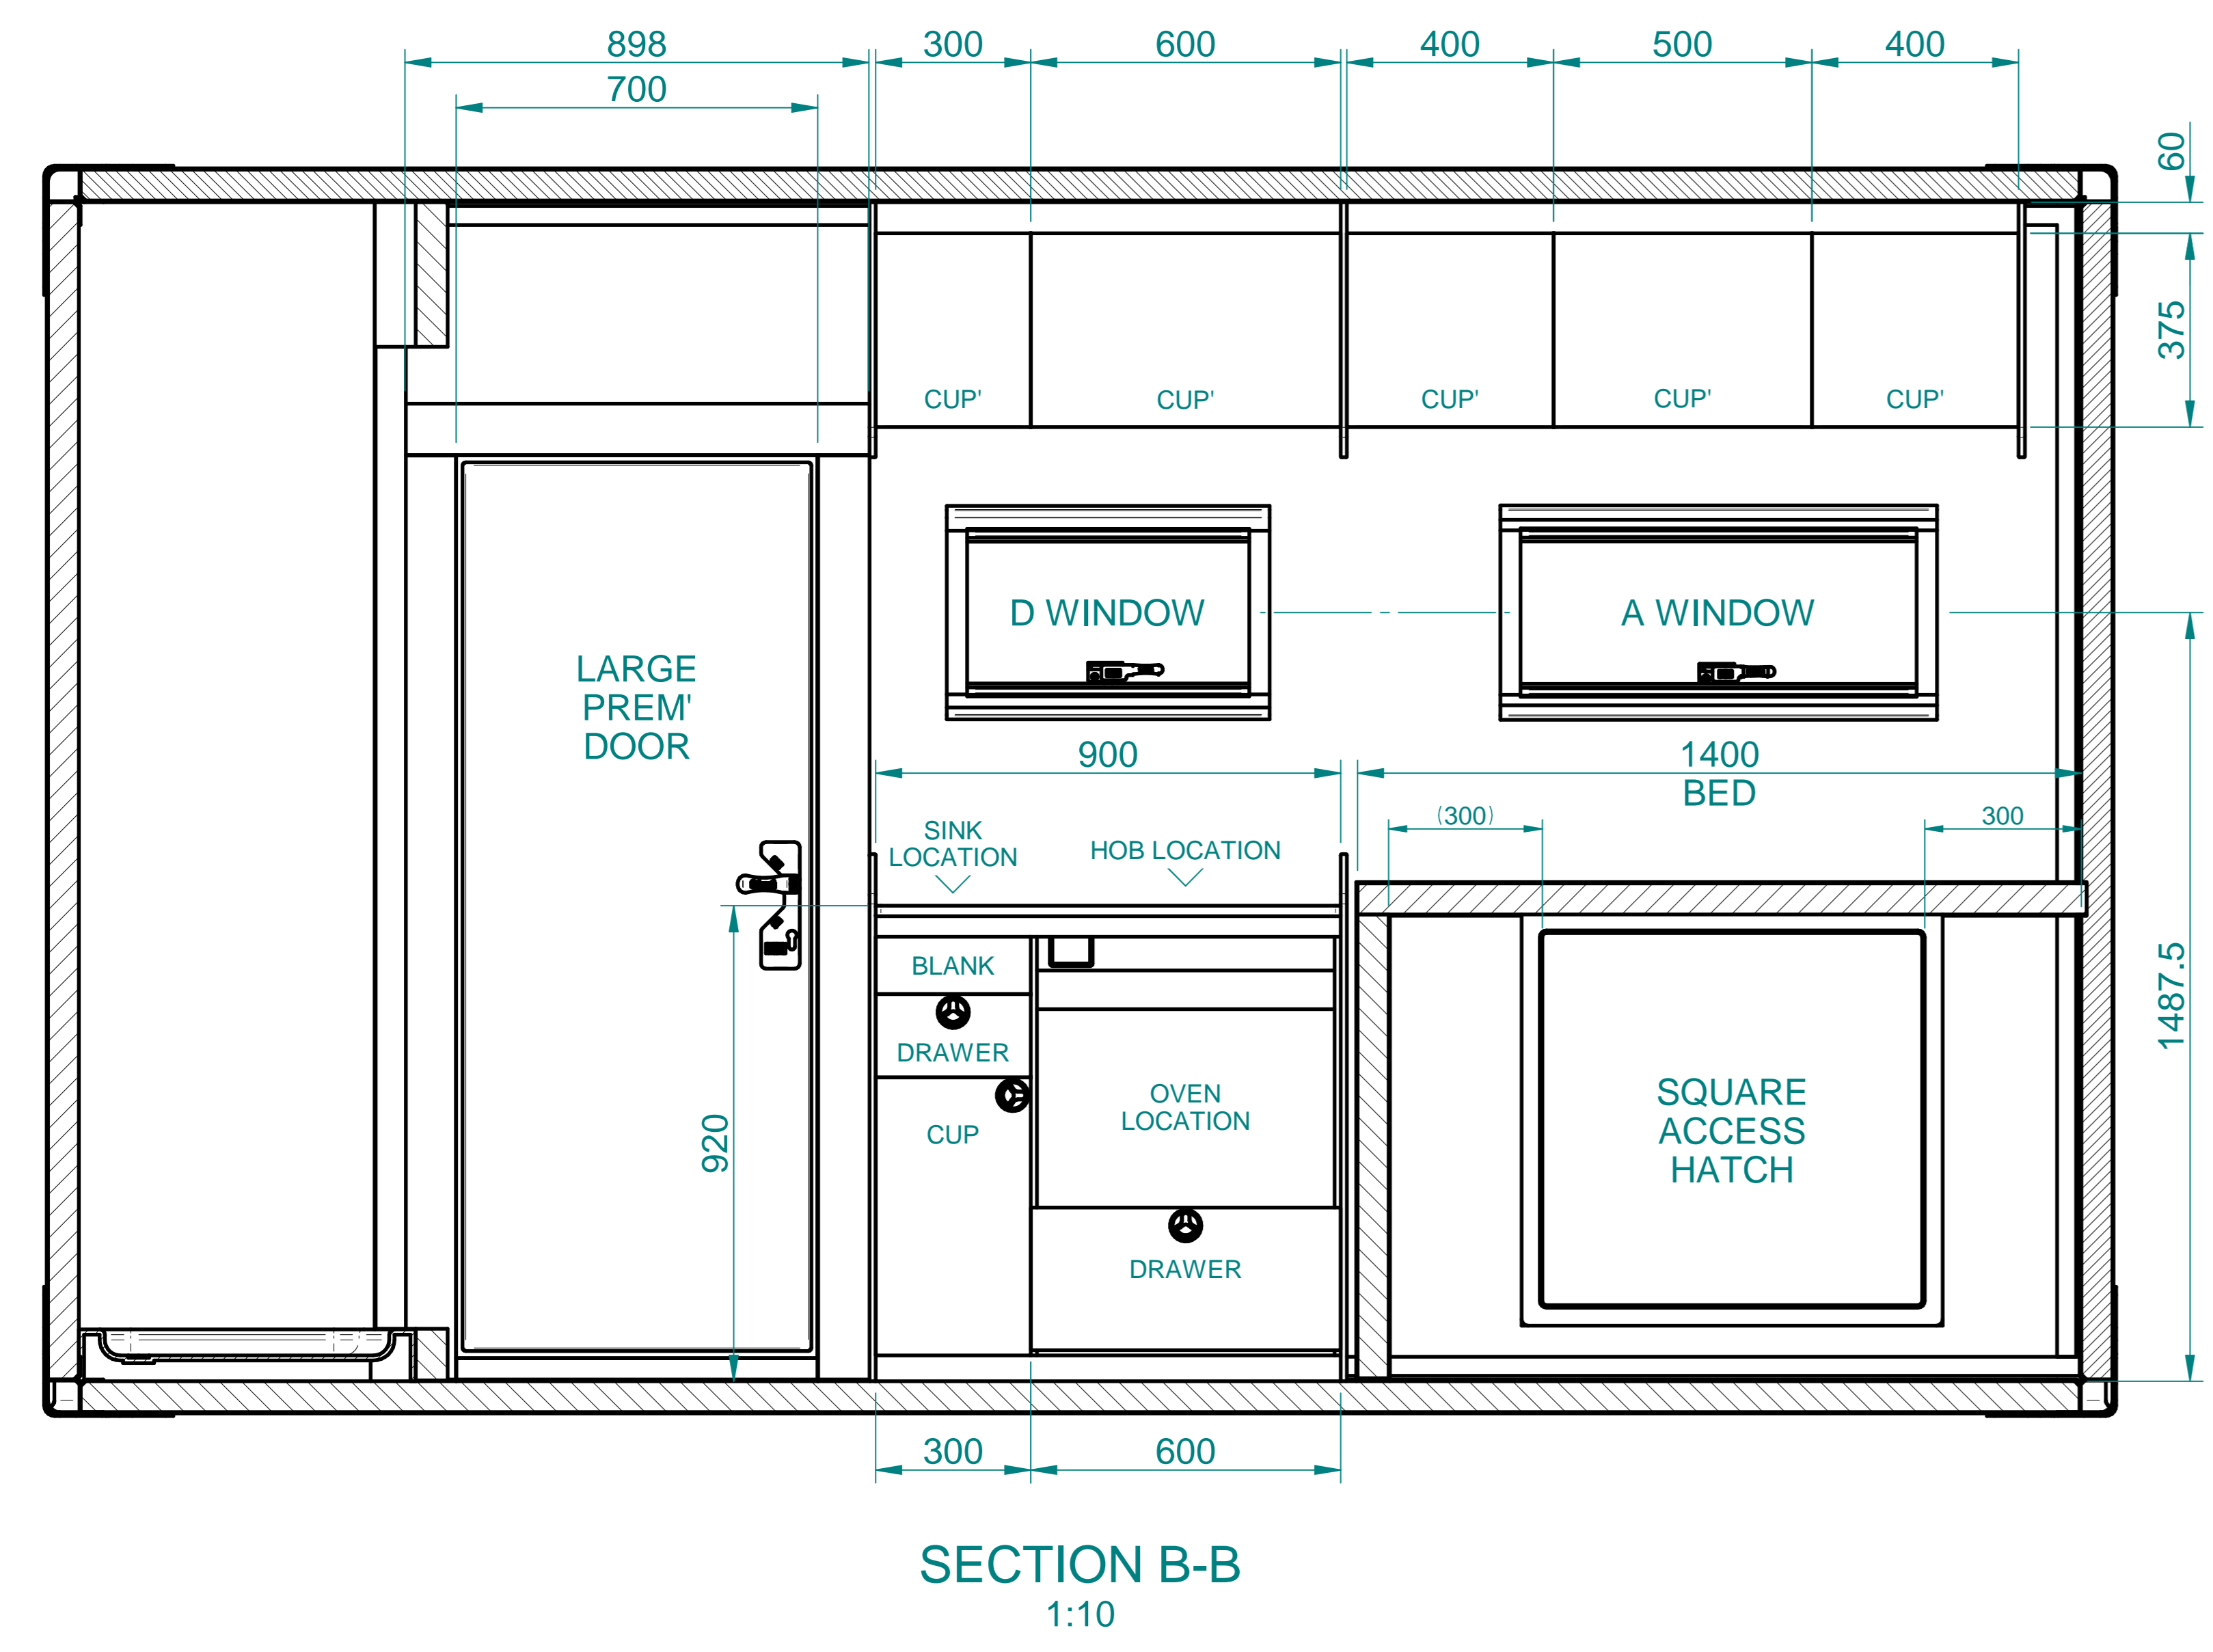 898
300
600
400
500
400
700
60
375
CUP'
CUP'
CUP'
CUP'
CUP'
D WINDOW
A WINDOW
LARGE
PREM'
DOOR
900
1400
BED
(300)
300
SINK
LOCATION
HOB LOCATION
BLANK
DRAWER
CUP
OVEN
LOCATION
DRAWER
SQUARE
ACCESS
HATCH
920
1487.5
300
600
SECTION B-B
1:10